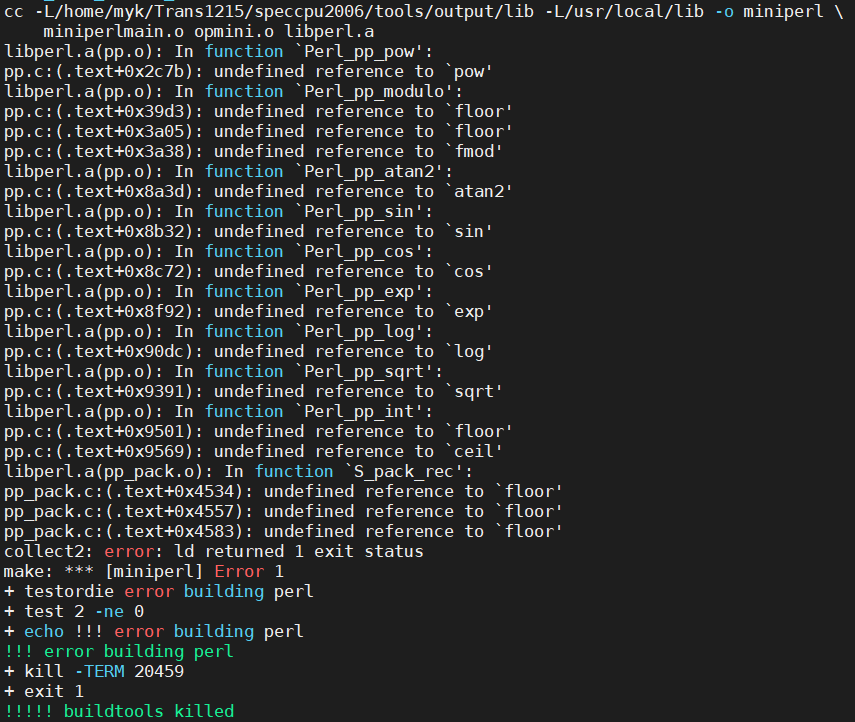 cc -L/home/myk/Trans1215/speccpu2006/tools/output/lib -L/usr/local/lib -o miniperl \
    miniperlmain.o opmini.o libperl.a
libperl.a(pp.o): In function `Perl_pp_pow':
pp.c:(.text+0x2c7b): undefined reference to `pow'
libperl.a(pp.o): In function `Perl_pp_modulo':
pp.c:(.text+0x39d3): undefined reference to `floor'
pp.c:(.text+0x3a05): undefined reference to `floor'
pp.c:(.text+0x3a38): undefined reference to `fmod'
libperl.a(pp.o): In function `Perl_pp_atan2':
pp.c:(.text+0x8a3d): undefined reference to `atan2'
libperl.a(pp.o): In function `Perl_pp_sin':
pp.c:(.text+0x8b32): undefined reference to `sin'
libperl.a(pp.o): In function `Perl_pp_cos':
pp.c:(.text+0x8c72): undefined reference to `cos'
libperl.a(pp.o): In function `Perl_pp_exp':
pp.c:(.text+0x8f92): undefined reference to `exp'
libperl.a(pp.o): In function `Perl_pp_log':
pp.c:(.text+0x90dc): undefined reference to `log'
libperl.a(pp.o): In function `Perl_pp_sqrt':
pp.c:(.text+0x9391): undefined reference to `sqrt'
libperl.a(pp.o): In function `Perl_pp_int':
pp.c:(.text+0x9501): undefined reference to `floor'
pp.c:(.text+0x9569): undefined reference to `ceil'
libperl.a(pp_pack.o): In function `S_pack_rec':
pp_pack.c:(.text+0x4534): undefined reference to `floor'
pp_pack.c:(.text+0x4557): undefined reference to `floor'
pp_pack.c:(.text+0x4583): undefined reference to `floor'
collect2: error: ld returned 1 exit status
make: *** [miniperl] Error 1
+ testordie error building perl
+ test 2 -ne 0
+ echo !!! error building perl
!!! error building perl
+ kill -TERM 20459
+ exit 1
!!!!! buildtools killed